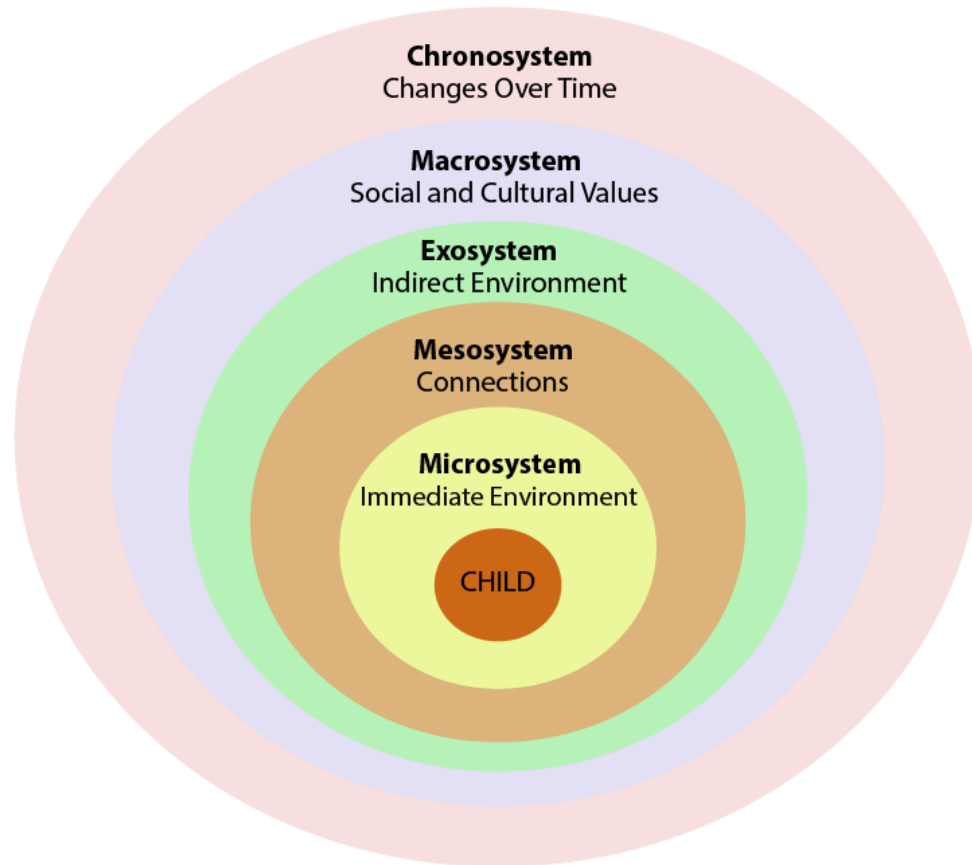 Chronosystem
Changes Over Time
Macrosystem
Social and Cultural Values
Exosystem
Indirect Environment
Mesosystem
Connections
Microsystem
Immediate Environment
CHILD